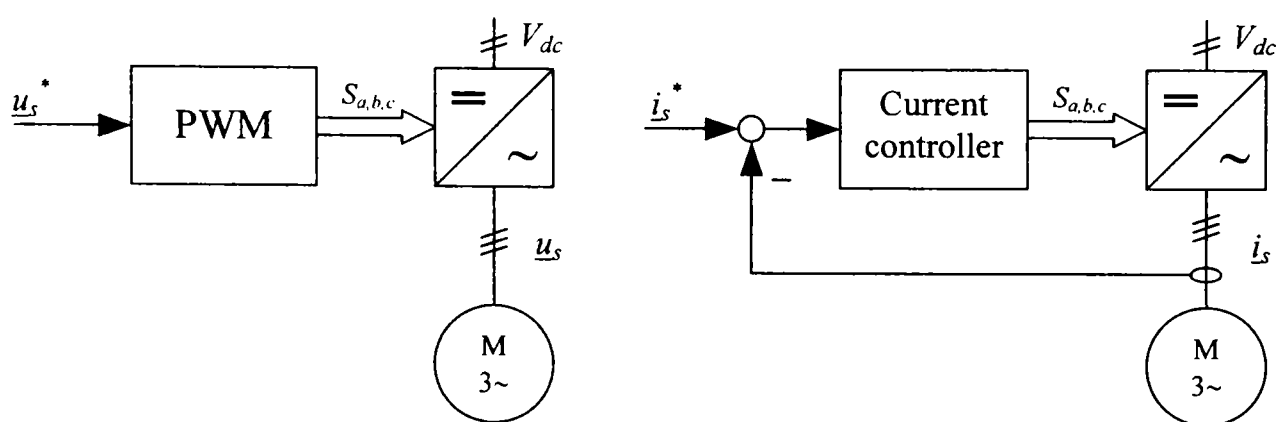 V_dc
u_s*
PWM
S_a,b,c
=
~
u_s
M
3~
V_dc
i_s*
Current
controller
S_a,b,c
=
~
−
i_s
M
3~